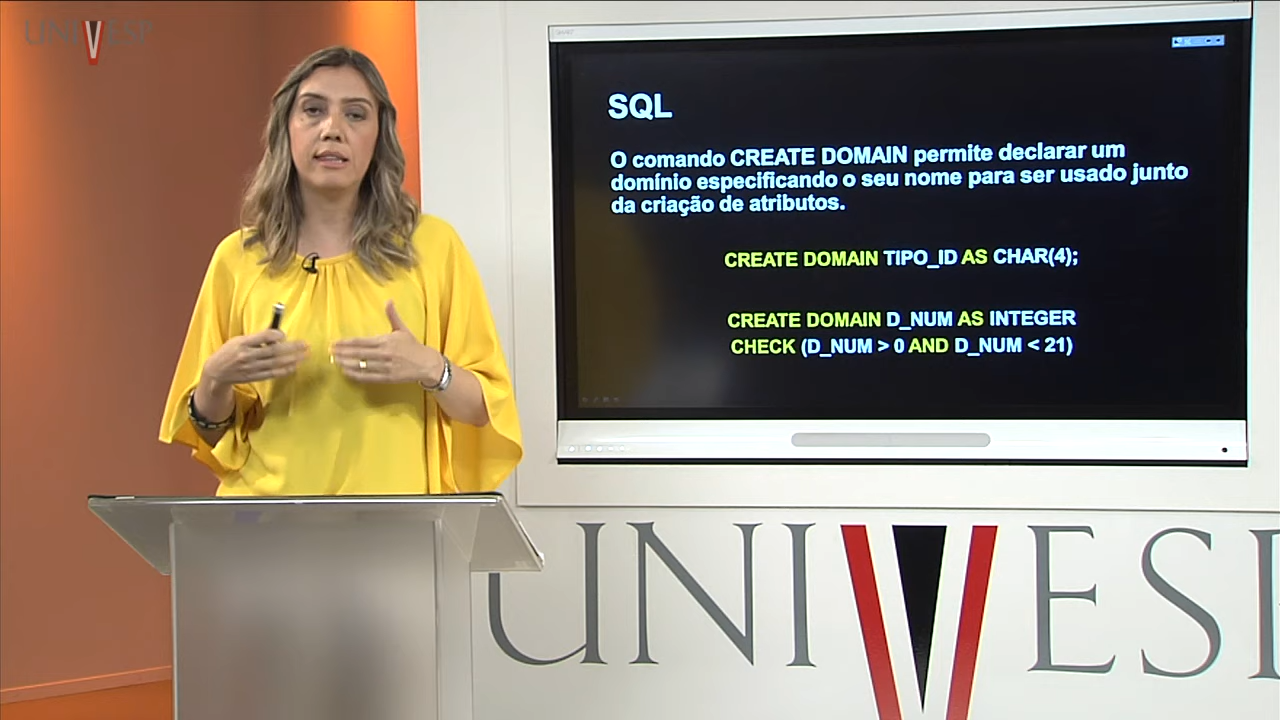 UNIVESP
SQL
O comando CREATE DOMAIN permite declarar um
domínio especificando o seu nome para ser usado junto
da criação de atributos.
CREATE DOMAIN TIPO_ID AS CHAR(4);
CREATE DOMAIN D_NUM AS INTEGER
CHECK (D_NUM > 0 AND D_NUM < 21)
UNIVESP